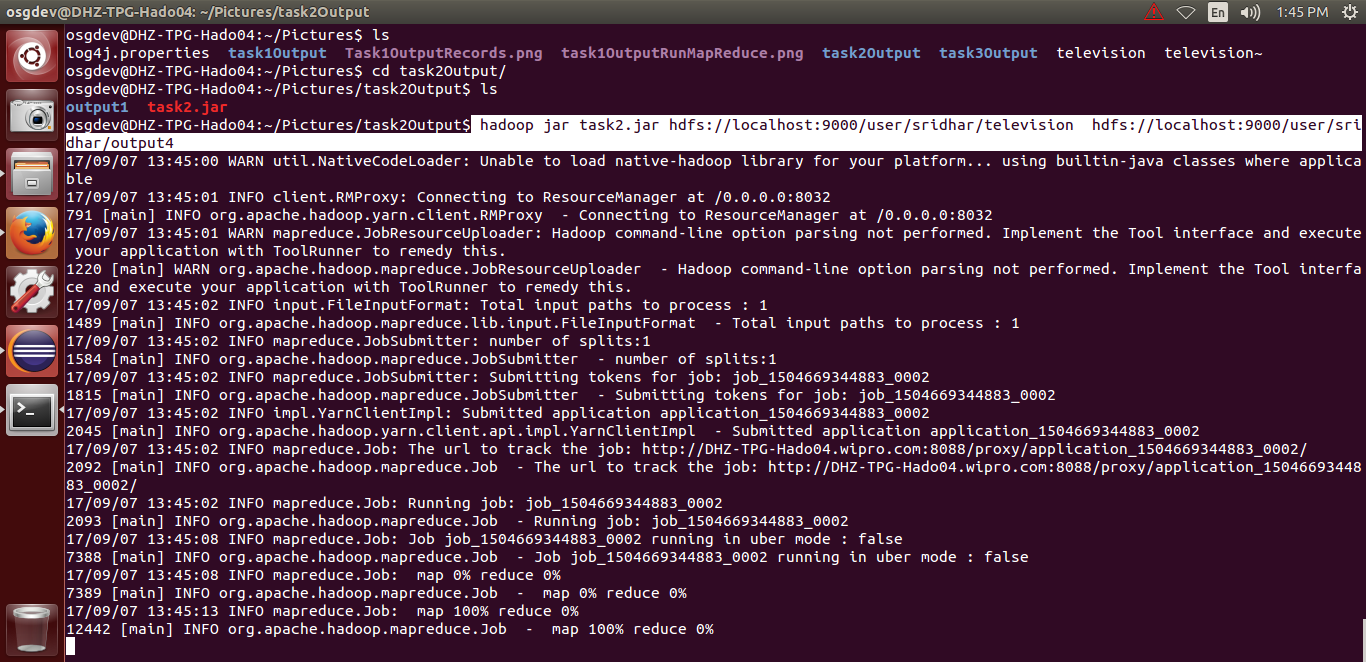 osgdev@DHZ-TPG-Hado04: ~/Pictures/task2Output
En
1:45 PM
osgdev@DHZ-TPG-Hado04:~/Pictures$ ls
log4j.properties  task1Output  Task1OutputRecords.png  task1OutputRunMapReduce.png  task2Output  task3Output  television  television~
osgdev@DHZ-TPG-Hado04:~/Pictures$ cd task2Output/
osgdev@DHZ-TPG-Hado04:~/Pictures/task2Output$ ls
output1  task2.jar
osgdev@DHZ-TPG-Hado04:~/Pictures/task2Output$ hadoop jar task2.jar hdfs://localhost:9000/user/sridhar/television  hdfs://localhost:9000/user/sri
dhar/output4
17/09/07 13:45:00 WARN util.NativeCodeLoader: Unable to load native-hadoop library for your platform... using builtin-java classes where applica
ble
17/09/07 13:45:01 INFO client.RMProxy: Connecting to ResourceManager at /0.0.0.0:8032
791 [main] INFO org.apache.hadoop.yarn.client.RMProxy  - Connecting to ResourceManager at /0.0.0.0:8032
17/09/07 13:45:01 WARN mapreduce.JobResourceUploader: Hadoop command-line option parsing not performed. Implement the Tool interface and execute
 your application with ToolRunner to remedy this.
1220 [main] WARN org.apache.hadoop.mapreduce.JobResourceUploader  - Hadoop command-line option parsing not performed. Implement the Tool interfa
ce and execute your application with ToolRunner to remedy this.
17/09/07 13:45:02 INFO input.FileInputFormat: Total input paths to process : 1
1489 [main] INFO org.apache.hadoop.mapreduce.lib.input.FileInputFormat  - Total input paths to process : 1
17/09/07 13:45:02 INFO mapreduce.JobSubmitter: number of splits:1
1584 [main] INFO org.apache.hadoop.mapreduce.JobSubmitter  - number of splits:1
17/09/07 13:45:02 INFO mapreduce.JobSubmitter: Submitting tokens for job: job_1504669344883_0002
1815 [main] INFO org.apache.hadoop.mapreduce.JobSubmitter  - Submitting tokens for job: job_1504669344883_0002
17/09/07 13:45:02 INFO impl.YarnClientImpl: Submitted application application_1504669344883_0002
2045 [main] INFO org.apache.hadoop.yarn.client.api.impl.YarnClientImpl  - Submitted application application_1504669344883_0002
17/09/07 13:45:02 INFO mapreduce.Job: The url to track the job: http://DHZ-TPG-Hado04.wipro.com:8088/proxy/application_1504669344883_0002/
2092 [main] INFO org.apache.hadoop.mapreduce.Job  - The url to track the job: http://DHZ-TPG-Hado04.wipro.com:8088/proxy/application_15046693448
83_0002/
17/09/07 13:45:02 INFO mapreduce.Job: Running job: job_1504669344883_0002
2093 [main] INFO org.apache.hadoop.mapreduce.Job  - Running job: job_1504669344883_0002
17/09/07 13:45:08 INFO mapreduce.Job: Job job_1504669344883_0002 running in uber mode : false
7388 [main] INFO org.apache.hadoop.mapreduce.Job  - Job job_1504669344883_0002 running in uber mode : false
17/09/07 13:45:08 INFO mapreduce.Job:  map 0% reduce 0%
7389 [main] INFO org.apache.hadoop.mapreduce.Job  -  map 0% reduce 0%
17/09/07 13:45:13 INFO mapreduce.Job:  map 100% reduce 0%
12442 [main] INFO org.apache.hadoop.mapreduce.Job  -  map 100% reduce 0%